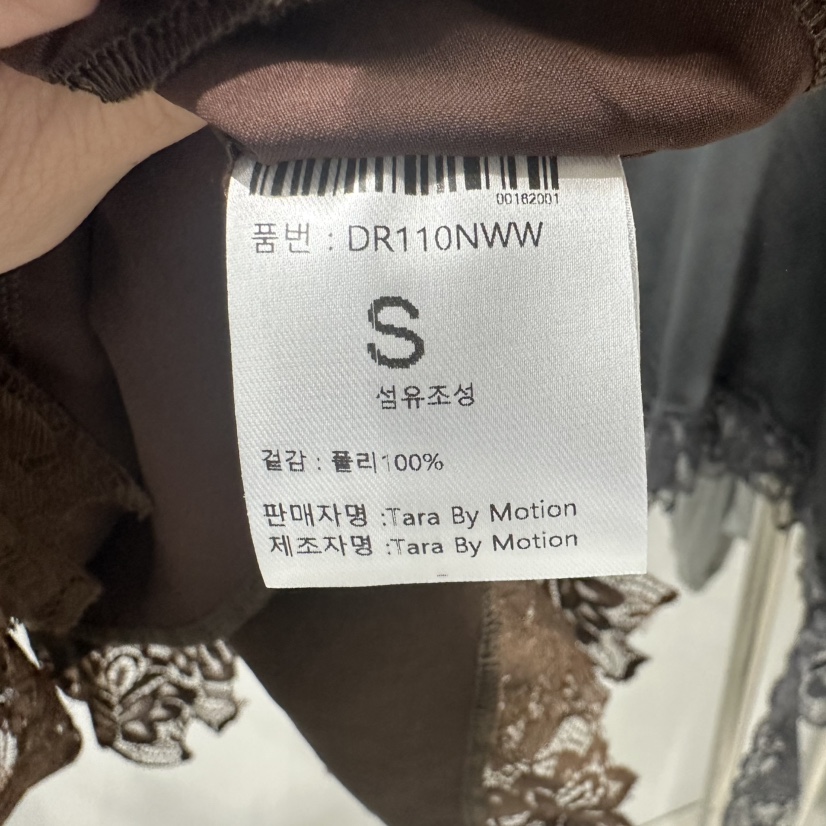 00162001
품번 : DR110NWW
S
섬유조성
겉감 : 폴리100%
판매자명 :Tara By Motion
제조자명 :Tara By Motion